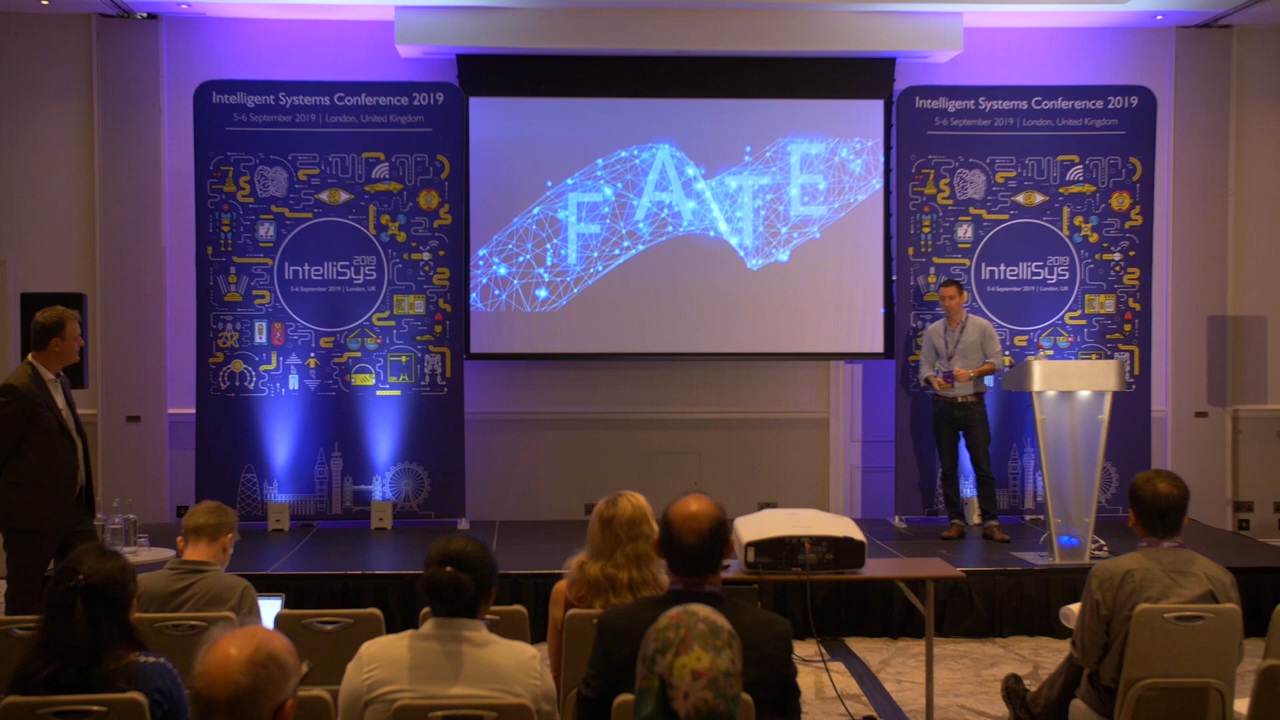 Intelligent Systems Conference 2019
5-6 September 2019 | London, United Kingdom
2019
IntelliSys
5-6 September 2019 | London, UK
FATE
Intelligent Systems Conference 2019
5-6 September 2019 | London, United Kingdom
2019
IntelliSys
5-6 September 2019 | London, UK